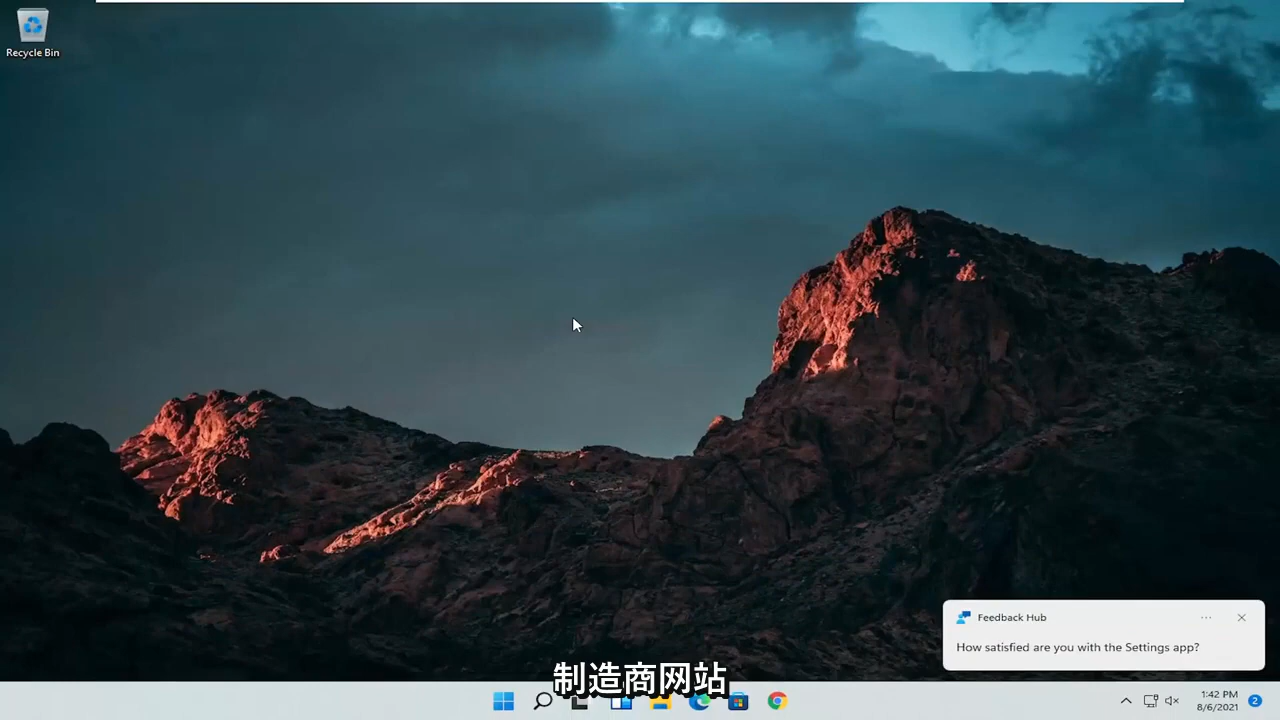 Recycle Bin
Feedback Hub
How satisfied are you with the Settings app?
制造商网站
1:42 PM
8/6/2021
2